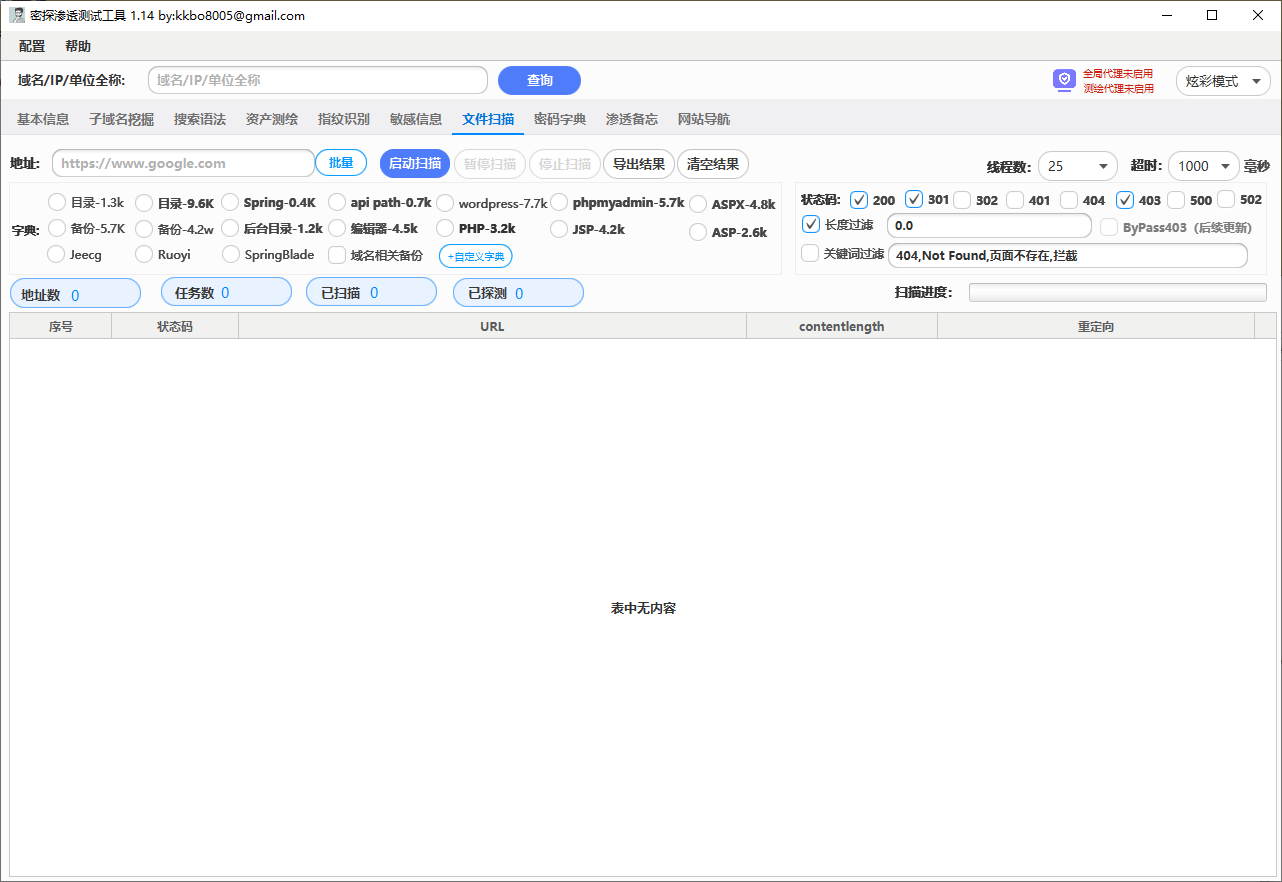 密探渗透测试工具 1.14 by:kkbo8005@gmail.com
配置 帮助
域名/IP/单位全称: 域名/IP/单位全称 查询 全局代理未启用 炫彩模式
测绘代理未启用
基本信息 子域名挖掘 搜索语法 资产测绘 指纹识别 敏感信息 文件扫描 密码字典 渗透备忘 网站导航
地址: https://www.google.com 批量 启动扫描 暂停扫描 停止扫描 导出结果 清空结果 线程数: 25 超时: 1000 毫秒
目录-1.3k 目录-9.6K Spring-0.4K api path-0.7k wordpress-7.7k phpmyadmin-5.7k ASPX-4.8k
字典: 备份-5.7K 备份-4.2w 后台目录-1.2k 编辑器-4.5k PHP-3.2k JSP-4.2k ASP-2.6k
Jeecg Ruoyi SpringBlade 域名相关备份 +自定义字典
状态码: 200 301 302 401 404 403 500 502
长度过滤 0.0 ByPass403 (后续更新)
关键词过滤 404,Not Found,页面不存在,拦截
地址数 0 任务数 0 已扫描 0 已探测 0 扫描进度:
序号 状态码 URL contentlength 重定向
表中无内容